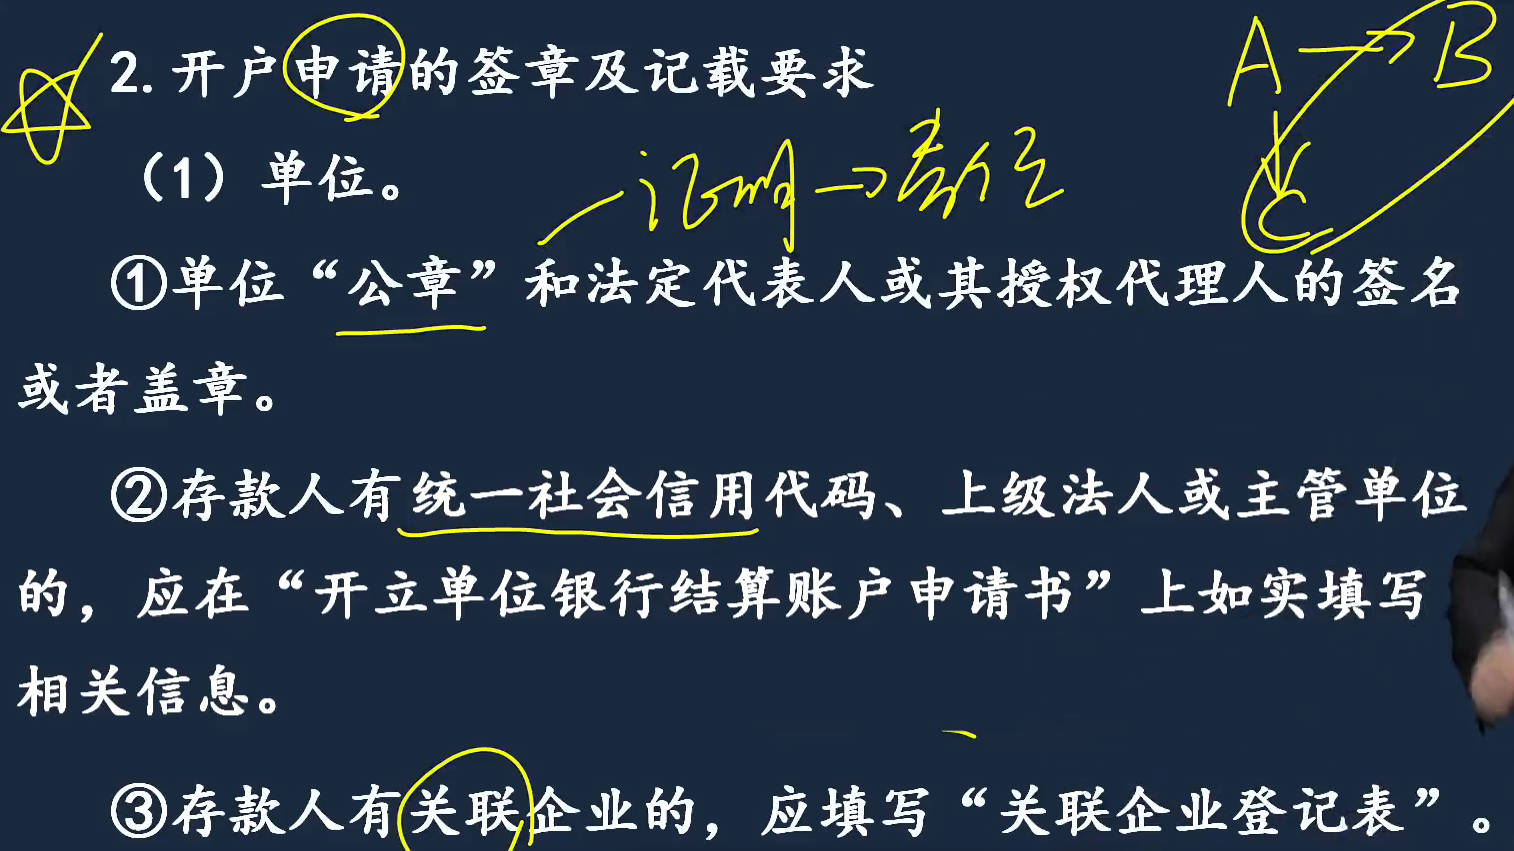 2. 开户申请的签章及记载要求
A → B
C
（1）单位。
证明→责任
①单位“公章”和法定代表人或其授权代理人的签名
或者盖章。
②存款人有统一社会信用代码、上级法人或主管单位
的，应在“开立单位银行结算账户申请书”上如实填写
相关信息。
③存款人有关联企业的，应填写“关联企业登记表”。